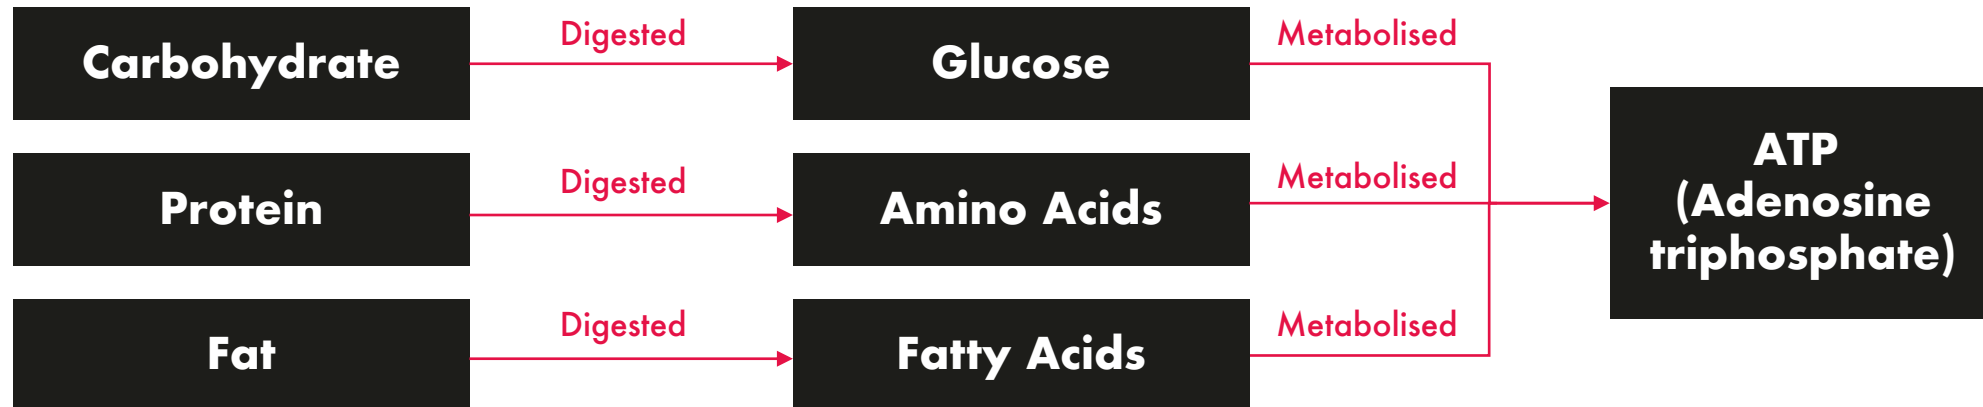 Carbohydrate Digested Glucose Metabolised
Protein Digested Amino Acids Metabolised
Fat Digested Fatty Acids Metabolised
ATP
(Adenosine
triphosphate)